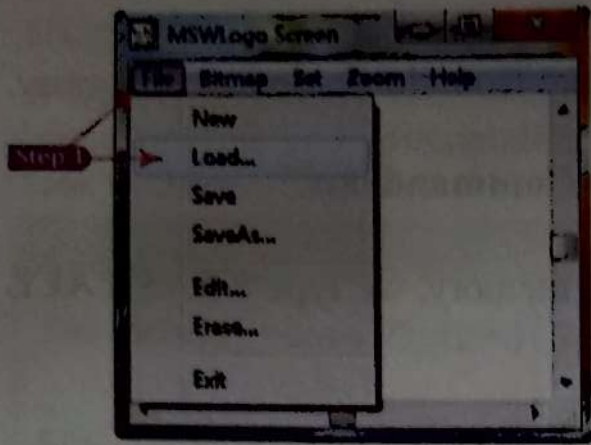 MSWLogo Screen
File Bitmap Set Zoom Help
New
Load...
Step 1
Save
SaveAs...
Edit...
Erase...
Exit